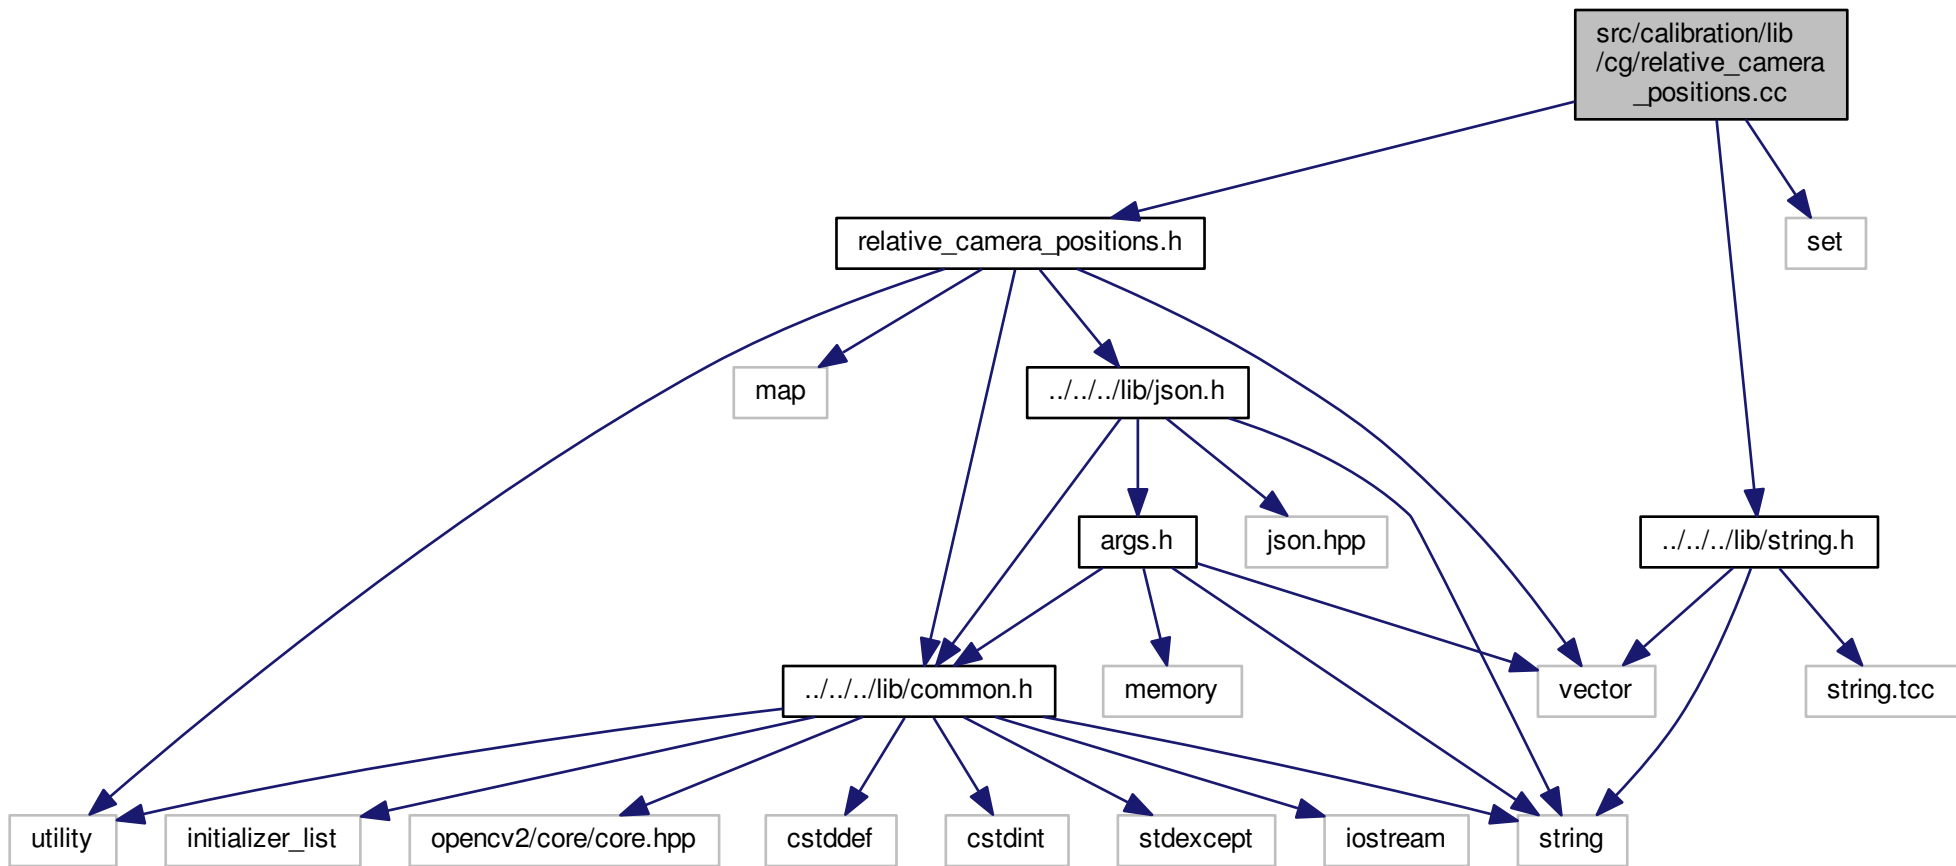 src/calibration/lib
/cg/relative_camera
_positions.cc
relative_camera_positions.h
set
map
../../../lib/json.h
args.h
json.hpp
../../../lib/string.h
../../../lib/common.h
memory
vector
string.tcc
utility
initializer_list
opencv2/core/core.hpp
cstddef
cstdint
stdexcept
iostream
string